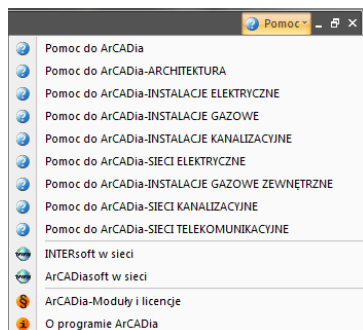 Pomoc
Pomoc do ArCADia
Pomoc do ArCADia-ARCHITEKTURA
Pomoc do ArCADia-INSTALACJE ELEKTRYCZNE
Pomoc do ArCADia-INSTALACJE GAZOWE
Pomoc do ArCADia-INSTALACJE KANALIZACYJNE
Pomoc do ArCADia-SIECI ELEKTRYCZNE
Pomoc do ArCADia-INSTALACJE GAZOWE ZEWNĘTRZNE
Pomoc do ArCADia-SIECI KANALIZACYJNE
Pomoc do ArCADia-SIECI TELEKOMUNIKACYJNE
INTERsoft w sieci
ArCADiasoft w sieci
ArCADia-Moduły i licencje
O programie ArCADia